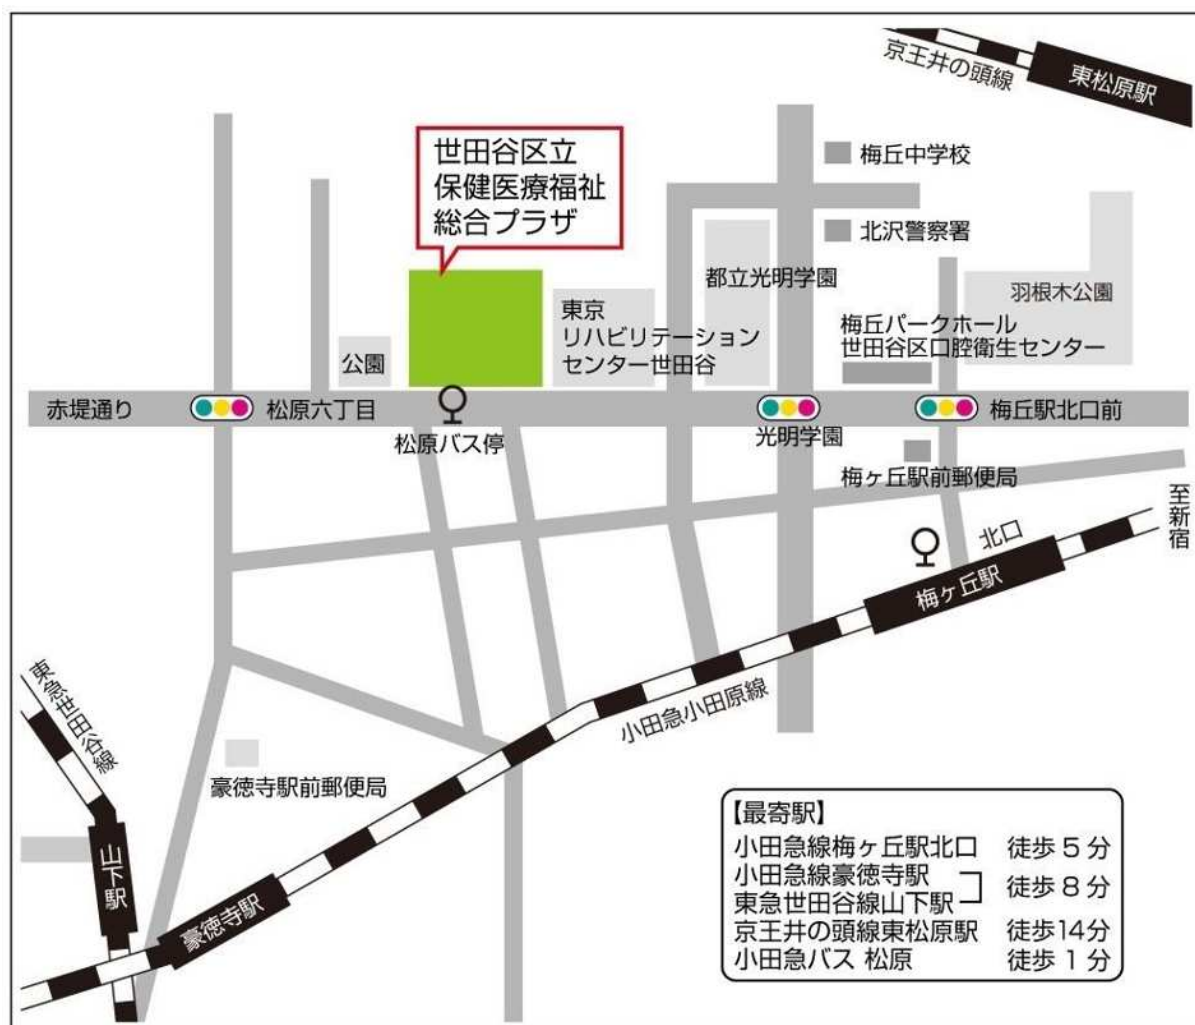 京王井の頭線
東松原駅
世田谷区立
保健医療福祉
総合プラザ
梅丘中学校
北沢警察署
都立光明学園
羽根木公園
東京
リハビリテーション
センター世田谷
梅丘パークホール
世田谷区口腔衛生センター
公園
赤堤通り
松原六丁目
梅丘駅北口前
松原バス停
光明学園
梅ヶ丘駅前郵便局
至新宿
北口
梅ヶ丘駅
小田急小田原線
東急世田谷線
豪徳寺駅前郵便局
山下駅
豪徳寺駅
【最寄駅】
小田急線梅ヶ丘駅北口 徒歩5分
小田急線豪徳寺駅
東急世田谷線山下駅 徒歩8分
京王井の頭線東松原駅 徒歩14分
小田急バス 松原 徒歩1分